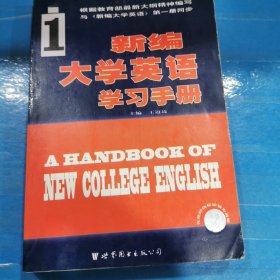 1
根据教育部最新大纲精神编写
与《新编大学英语》第一册同步
新编
大学英语
学习手册
主编
A HANDBOOK OF
NEW COLLEGE ENGLISH
世界图书出版公司